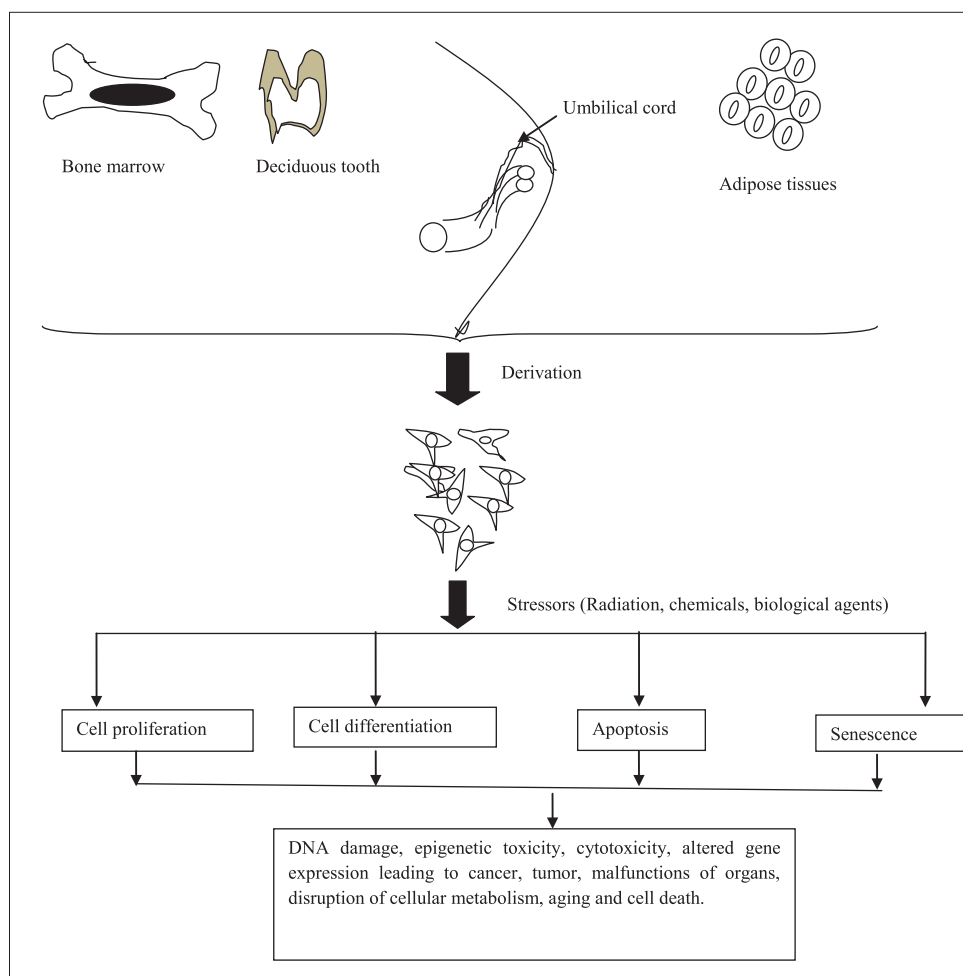 Umbilical cord
Bone marrow
Deciduous tooth
Adipose tissues
Derivation
Stressors (Radiation, chemicals, biological agents)
Cell proliferation
Cell differentiation
Apoptosis
Senescence
DNA damage, epigenetic toxicity, cytotoxicity, altered gene
expression leading to cancer, tumor, malfunctions of organs,
disruption of cellular metabolism, aging and cell death.